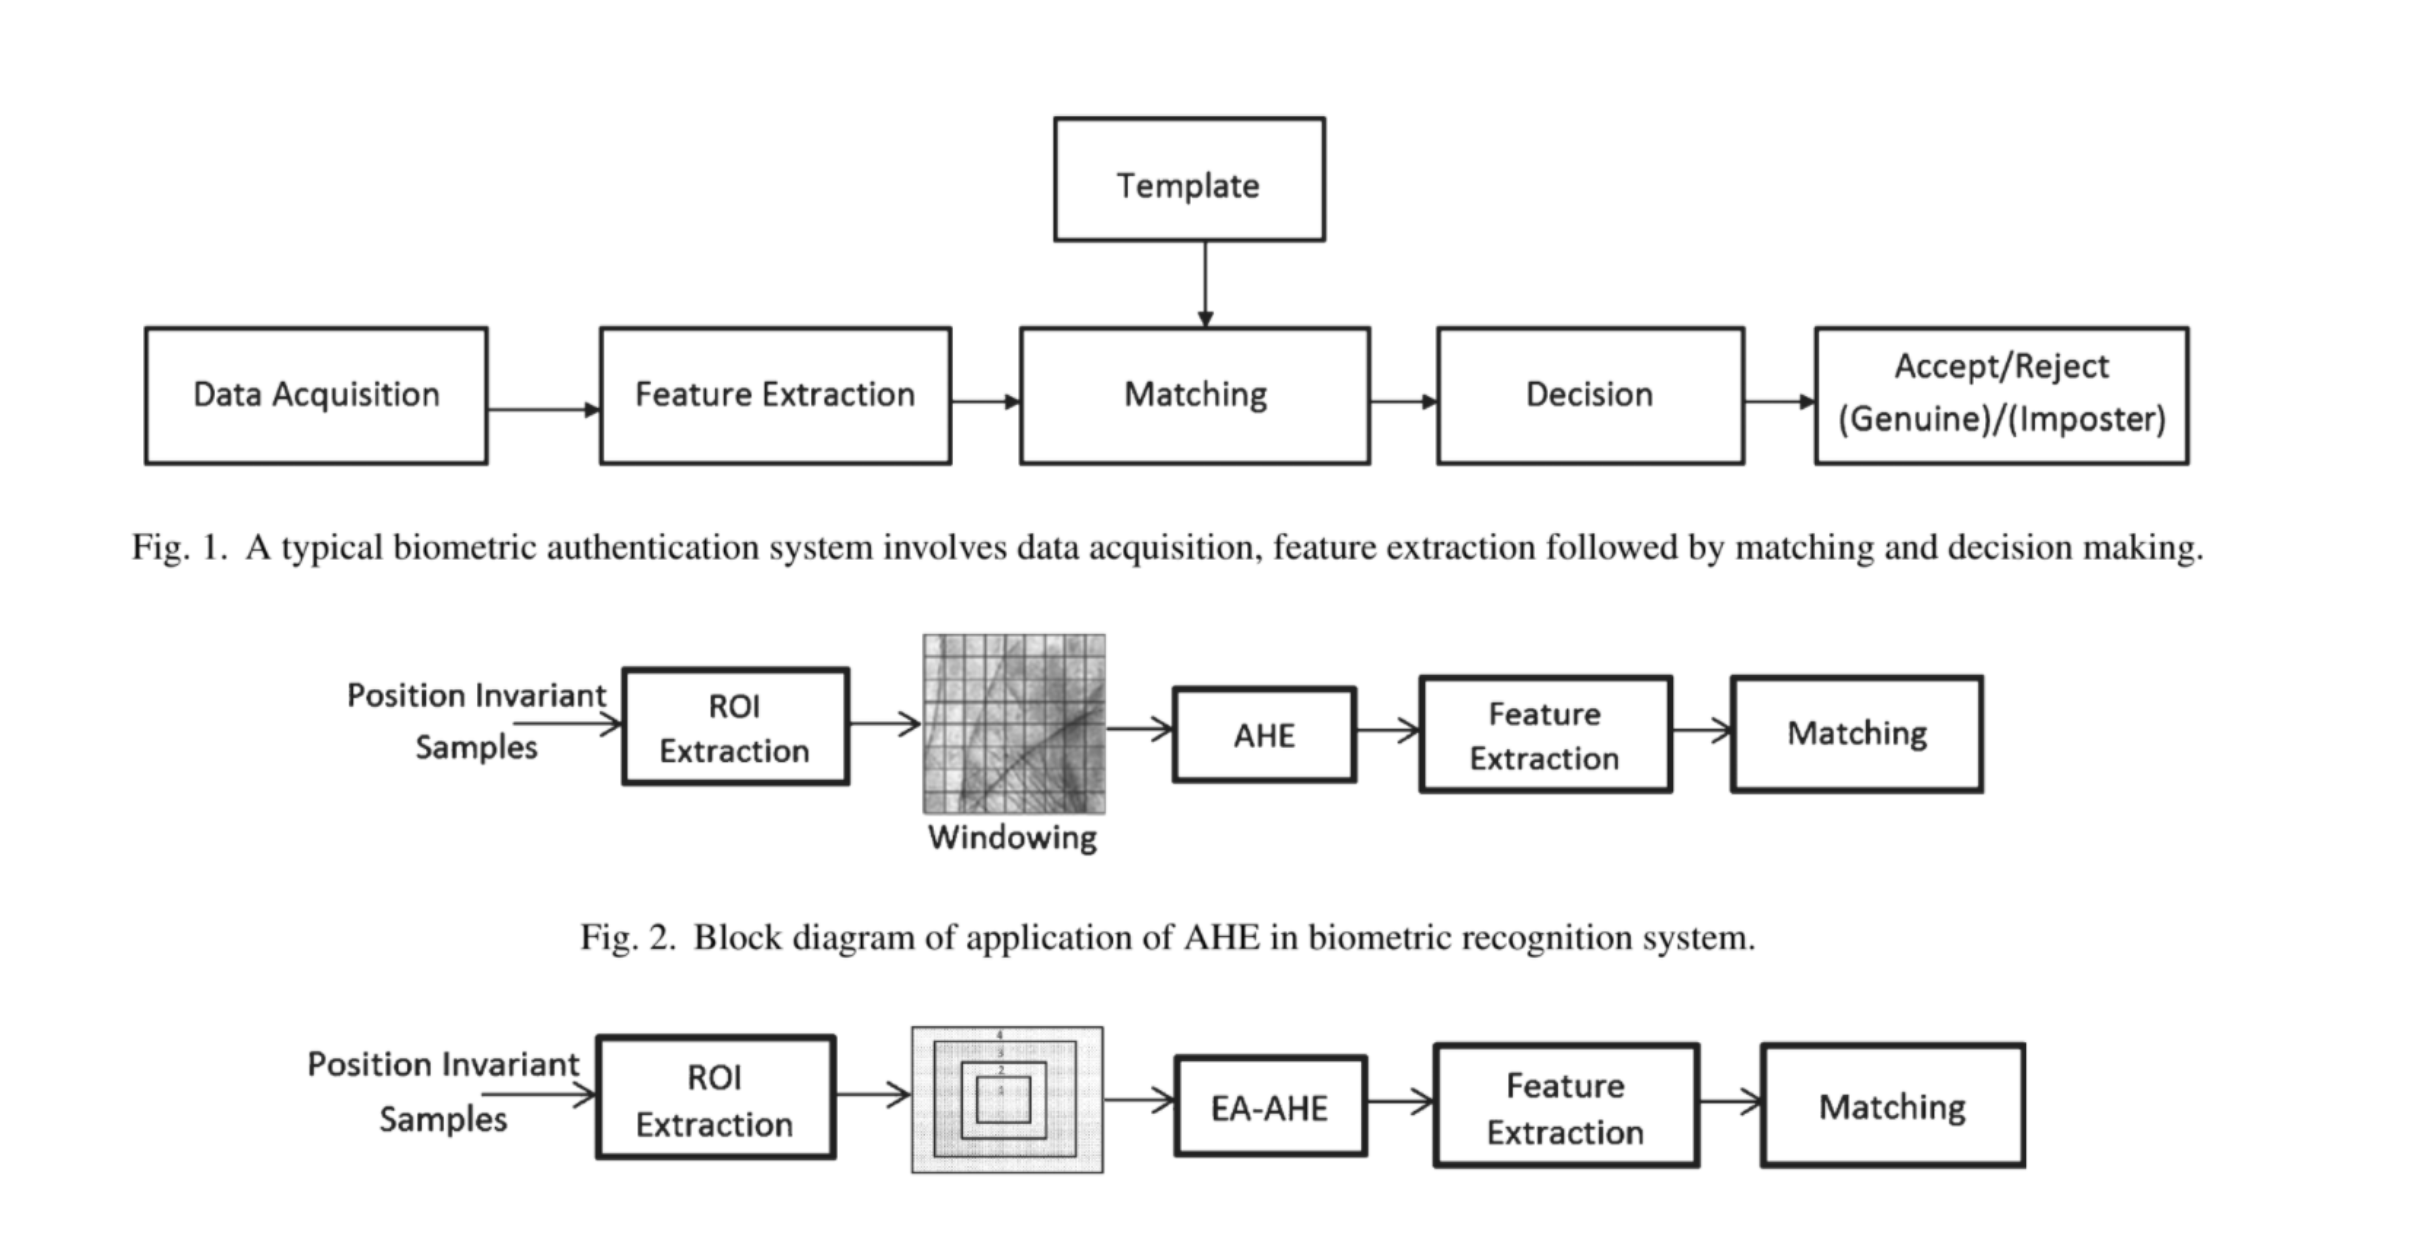 Template
Data Acquisition
Feature Extraction
Matching
Decision
Accept/Reject
(Genuine)/(Imposter)
Fig. 1. A typical biometric authentication system involves data acquisition, feature extraction followed by matching and decision making.
Position Invariant
Samples
ROI
Extraction
Windowing
AHE
Feature
Extraction
Matching
Fig. 2. Block diagram of application of AHE in biometric recognition system.
Position Invariant
Samples
ROI
Extraction
4
3
2
1
EA-AHE
Feature
Extraction
Matching